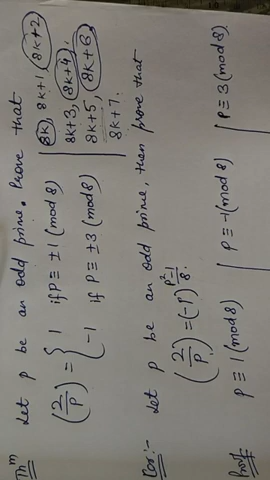 Thm Let p be an odd prime. Prove that
(2/p) = { 1 if p ≡ ±1 (mod 8)
-1 if p ≡ ±3 (mod 8)
8k, 8k+1, 8k+2
8k+3, 8k+4,
8k+5, 8k+6
8k+7.
Cor:- Let p be an odd prime, then prove that
(2/p) = (-1)^((p²-1)/8).
Proof p ≡ 1 (mod 8) | p ≡ -1 (mod 8) | p ≡ 3 (mod 8)